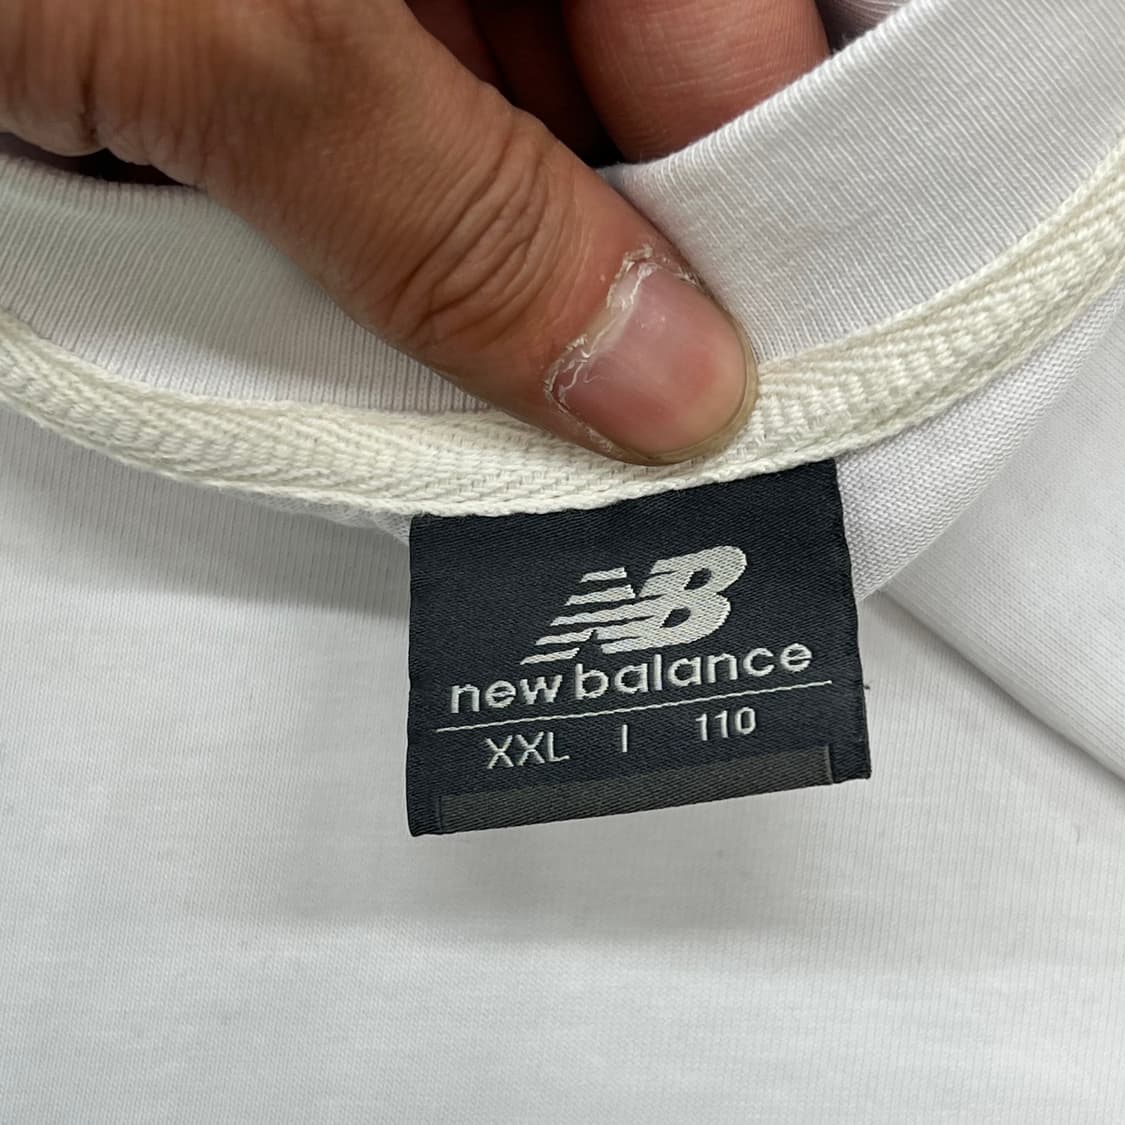 NB
new balance
XXL | 110